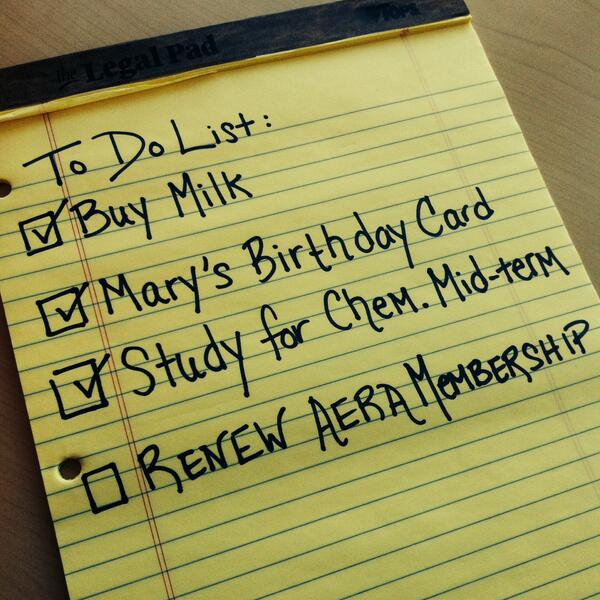 the Legal Pad
Tops
To Do List:
Buy Milk
Mary's Birthday Card
Study for Chem. Mid-term
RENEW AERA MEMBERSHIP